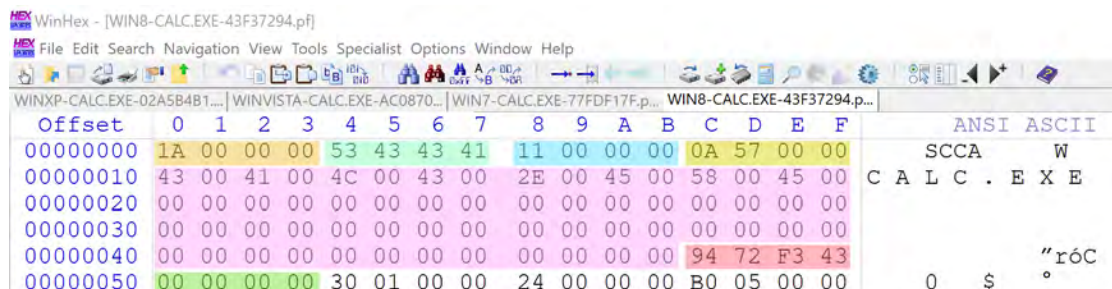 HEX WinHex - [WIN8-CALC.EXE-43F37294.pf]
HEX File Edit Search Navigation View Tools Specialist Options Window Help
WINXP-CALC.EXE-02A5B4B1.... WINVISTA-CALC.EXE-AC0870... WIN7-CALC.EXE-77FDF17F.p... WIN8-CALC.EXE-43F37294.p...
Offset 0 1 2 3 4 5 6 7 8 9 A B C D E F ANSI ASCII
00000000 1A 00 00 00 53 43 43 41 11 00 00 00 0A 57 00 00 SCCA W
00000010 43 00 41 00 4C 00 43 00 2E 00 45 00 58 00 45 00 C A L C . E X E
00000020 00 00 00 00 00 00 00 00 00 00 00 00 00 00 00 00
00000030 00 00 00 00 00 00 00 00 00 00 00 00 00 00 00 00
00000040 00 00 00 00 00 00 00 00 00 00 00 00 94 72 F3 43 ”róC
00000050 00 00 00 00 30 01 00 00 24 00 00 00 B0 05 00 00 0 $ °